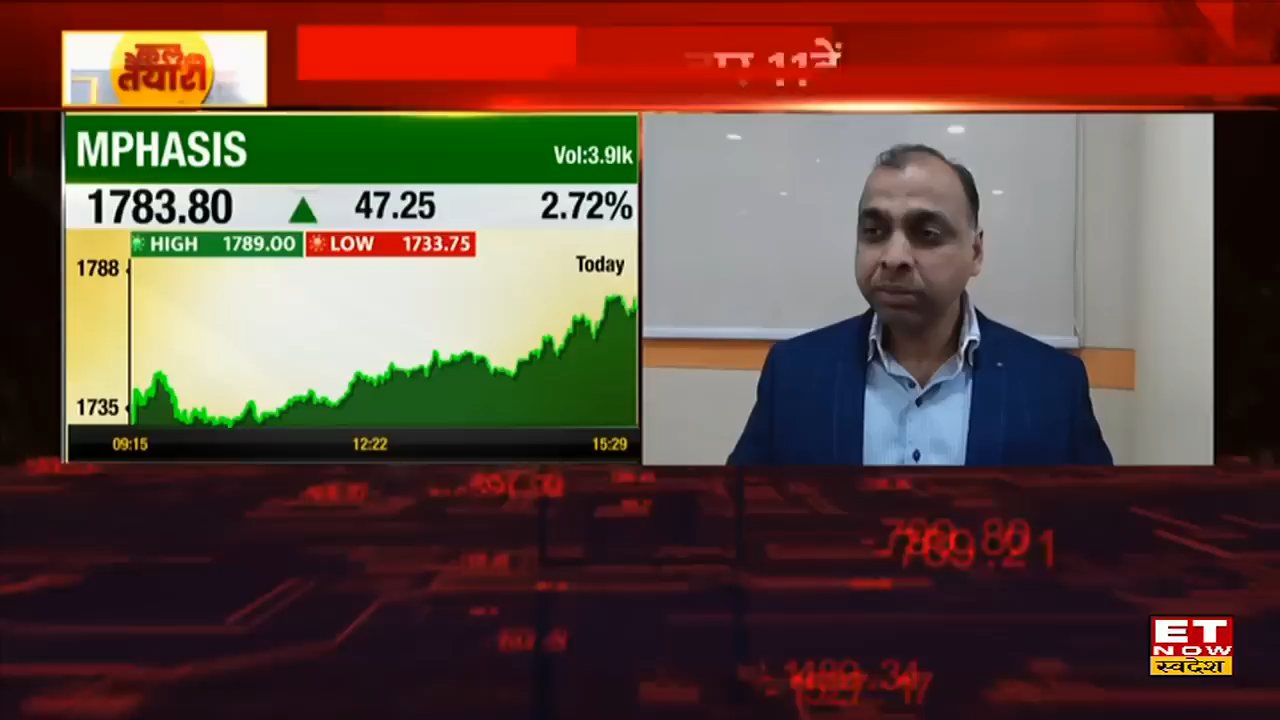 कल की
तैयारी
MPHASIS
Vol:3.9lk
1783.80 ▲ 47.25 2.72%
HIGH 1789.00 LOW 1733.75
1788
Today
1735
09:15 12:22 15:29
ET
NOW
स्वदेश